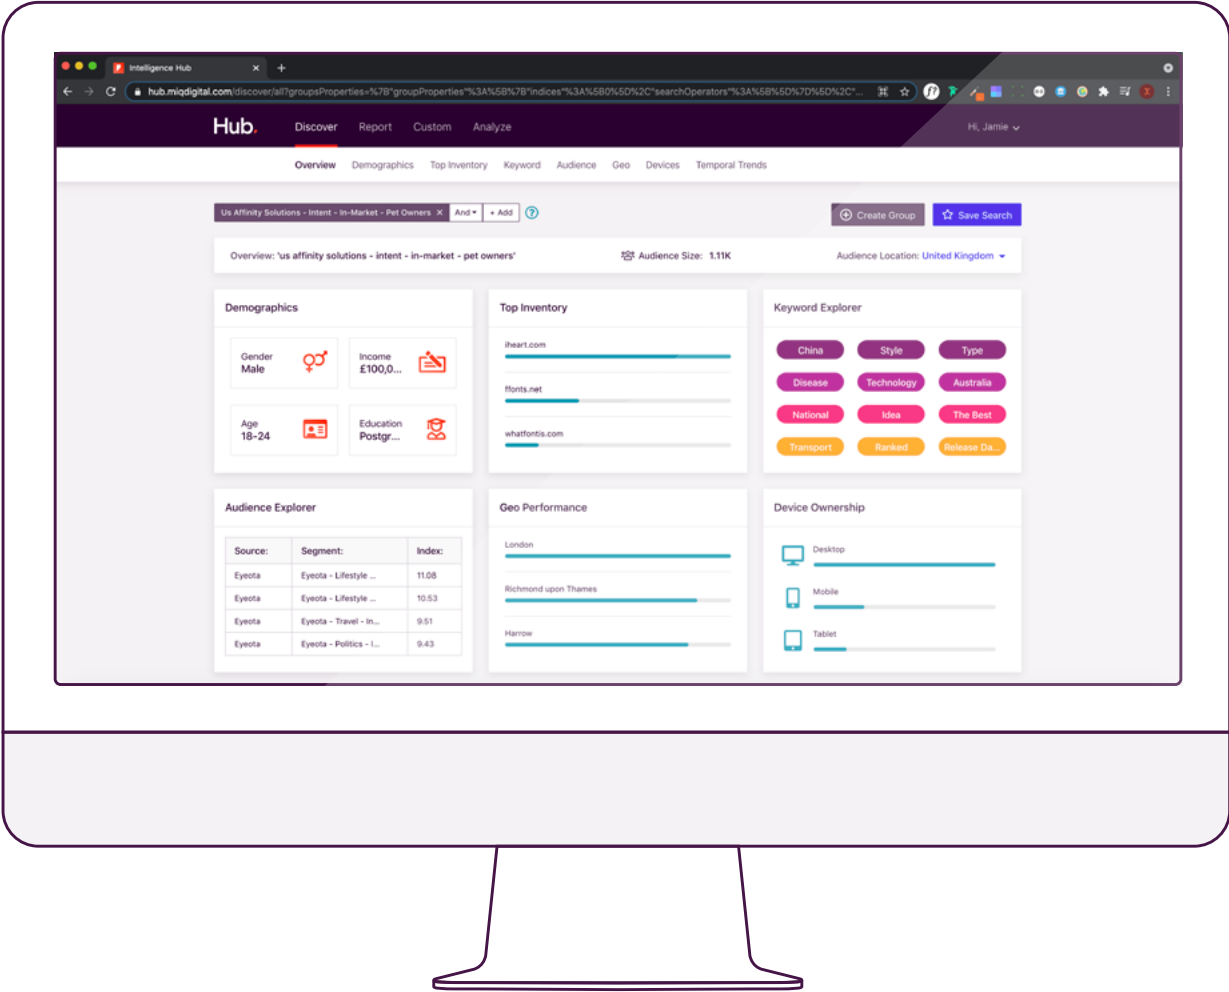 Intelligence Hub
hub.miqdigital.com/discover/all?groupsProperties=%7B"groupProperties"%3A%5B%7B"indices"%3A%5B0%5D%2C"searchOperators"%3A%5B%5D%7D%5D%2C"...
Hub. Discover Report Custom Analyze Hi, Jamie
Overview Demographics Top Inventory Keyword Audience Geo Devices Temporal Trends
Us Affinity Solutions - Intent - In-Market - Pet Owners × And + Add ? Create Group Save Search
Overview: 'us affinity solutions - intent - in-market - pet owners' Audience Size: 1.11K Audience Location: United Kingdom
Demographics
Gender
Male
Income
£100,0...
Age
18-24
Education
Postgr...
Top Inventory
iheart.com
ffonts.net
whatfontis.com
Keyword Explorer
China Style Type
Disease Technology Australia
National Idea The Best
Transport Ranked Release Da...
Audience Explorer
Source: Segment: Index:
Eyeota Eyeota - Lifestyle ... 11.08
Eyeota Eyeota - Lifestyle ... 10.53
Eyeota Eyeota - Travel - In... 9.51
Eyeota Eyeota - Politics - I... 9.43
Geo Performance
London
Richmond upon Thames
Harrow
Device Ownership
Desktop
Mobile
Tablet